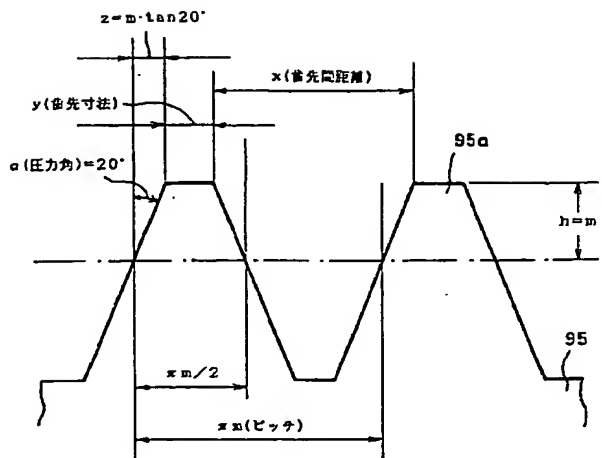 z=m·tan20°
x(歯先間距離)
y(歯先寸法)
α(圧力角)=20°
95a
h=m
95
πm/2
πm(ピッチ)